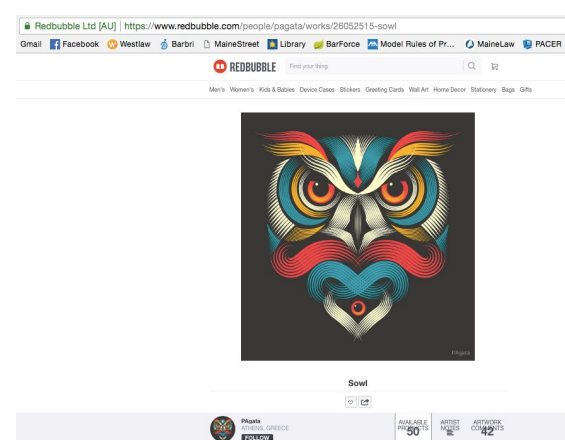 Redbubble Ltd [AU] https://www.redbubble.com/people/pagata/works/26052515-sowl
Gmail Facebook Westlaw Barbri MaineStreet Library BarForce Model Rules of Pr... MaineLaw PACER
REDBUBBLE Find your thing
Men's Women's Kids & Babies Device Cases Stickers Greeting Cards Wall Art Home Decor Stationery Bags Gifts
PAgata
Sowl
PAgata
ATHENS, GREECE
FOLLOW
AVAILABLE PRODUCTS
50
ARTIST NOTES
ARTWORK COMMENTS
42